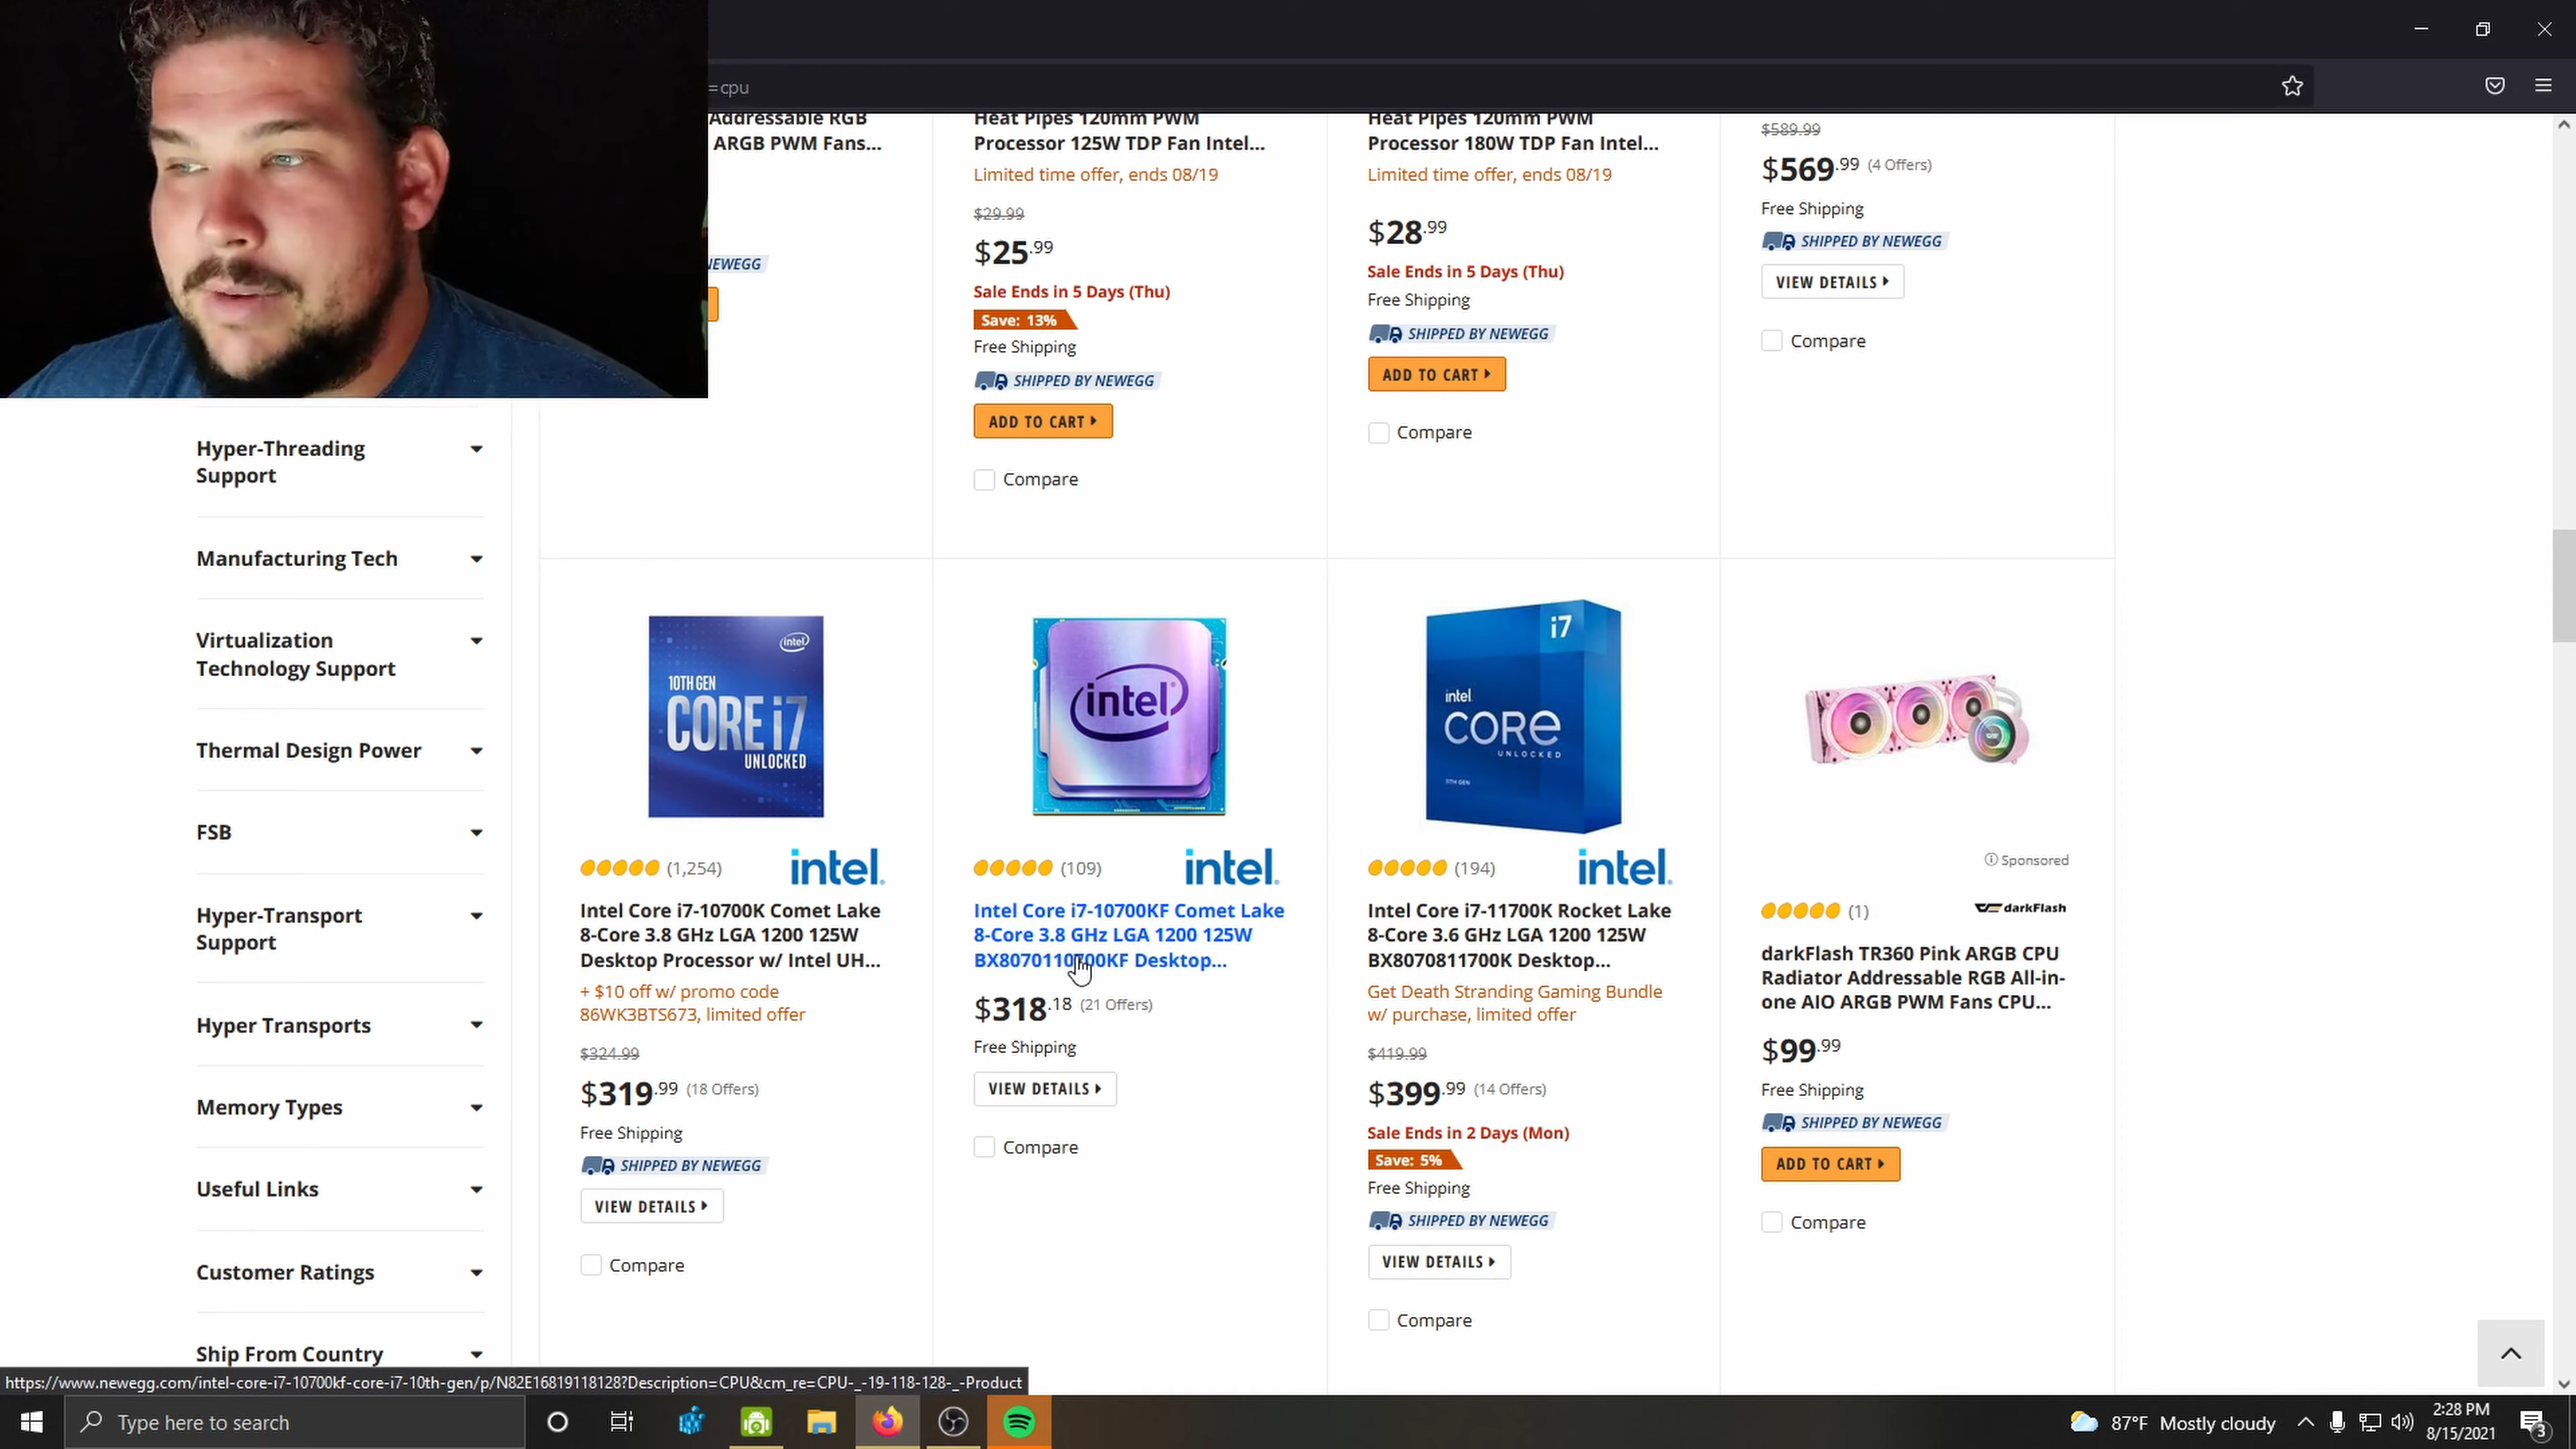 =cpu
Addressable RGB
ARGB PWM Fans...
NEWEGG
Heat Pipes 120mm PWM
Processor 125W TDP Fan Intel...
Limited time offer, ends 08/19
$29.99
$25.99
Sale Ends in 5 Days (Thu)
Save: 13%
Free Shipping
SHIPPED BY NEWEGG
ADD TO CART
Compare
Heat Pipes 120mm PWM
Processor 180W TDP Fan Intel...
Limited time offer, ends 08/19
$28.99
Sale Ends in 5 Days (Thu)
Free Shipping
SHIPPED BY NEWEGG
ADD TO CART
Compare
$589.99
$569.99 (4 Offers)
Free Shipping
SHIPPED BY NEWEGG
VIEW DETAILS
Compare
Hyper-Threading
Support
Manufacturing Tech
Virtualization
Technology Support
Thermal Design Power
FSB
Hyper-Transport
Support
Hyper Transports
Memory Types
Useful Links
Customer Ratings
Ship From Country
intel
10TH GEN
CORE i7
UNLOCKED
(1,254)
intel.
Intel Core i7-10700K Comet Lake
8-Core 3.8 GHz LGA 1200 125W
Desktop Processor w/ Intel UH...
+ $10 off w/ promo code
86WK3BTS673, limited offer
$324.99
$319.99 (18 Offers)
Free Shipping
SHIPPED BY NEWEGG
VIEW DETAILS
Compare
intel
(109)
intel.
Intel Core i7-10700KF Comet Lake
8-Core 3.8 GHz LGA 1200 125W
BX8070110700KF Desktop...
$318.18 (21 Offers)
Free Shipping
VIEW DETAILS
Compare
i7
intel
CORE
UNLOCKED
11TH GEN
(194)
intel.
Intel Core i7-11700K Rocket Lake
8-Core 3.6 GHz LGA 1200 125W
BX8070811700K Desktop...
Get Death Stranding Gaming Bundle
w/ purchase, limited offer
$419.99
$399.99 (14 Offers)
Sale Ends in 2 Days (Mon)
Save: 5%
Free Shipping
SHIPPED BY NEWEGG
VIEW DETAILS
Compare
Sponsored
(1)
darkFlash
darkFlash TR360 Pink ARGB CPU
Radiator Addressable RGB All-in-
one AIO ARGB PWM Fans CPU...
$99.99
Free Shipping
SHIPPED BY NEWEGG
ADD TO CART
Compare
https://www.newegg.com/intel-core-i7-10700kf-core-i7-10th-gen/p/N82E16819118128?Description=CPU&cm_re=CPU-_-19-118-128-_-Product
Type here to search
87°F Mostly cloudy
2:28 PM
8/15/2021
3